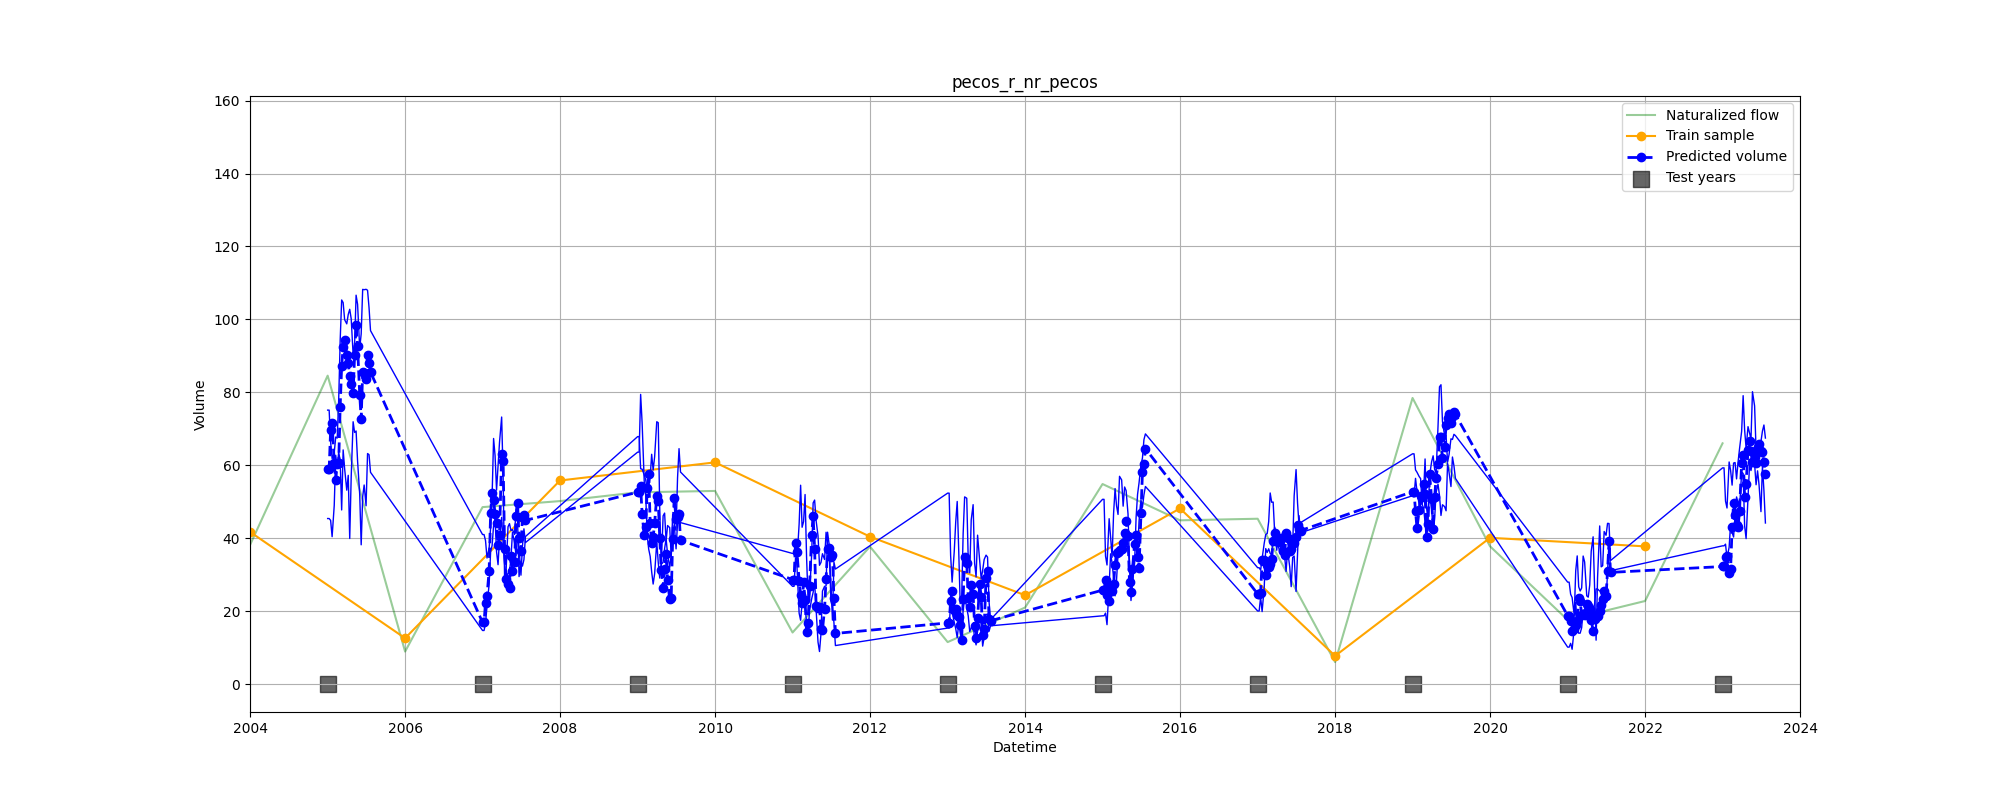 pecos_r_nr_pecos
160
140
120
100
80
60
40
20
0
Volume
Naturalized flow
Train sample
Predicted volume
Test years
2004 2006 2008 2010 2012 2014 2016 2018 2020 2022 2024
Datetime